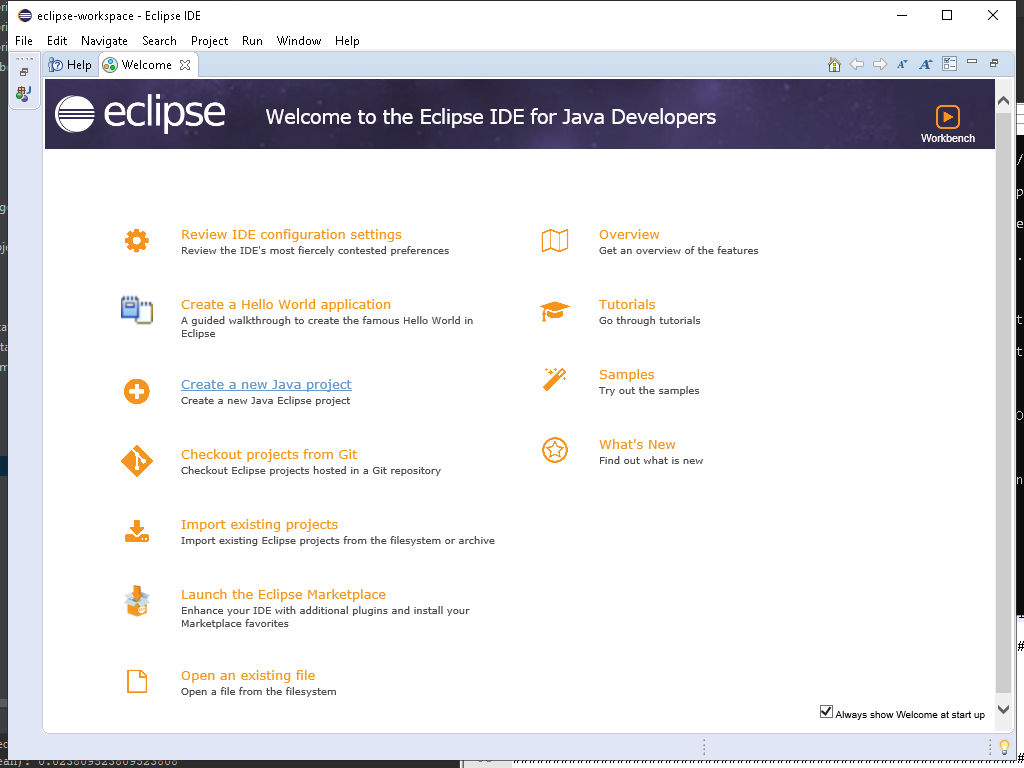 eclipse-workspace - Eclipse IDE
File Edit Navigate Search Project Run Window Help
Help Welcome
eclipse
Welcome to the Eclipse IDE for Java Developers
Workbench
Review IDE configuration settings
Review the IDE's most fiercely contested preferences
Overview
Get an overview of the features
Create a Hello World application
A guided walkthrough to create the famous Hello World in
Eclipse
Tutorials
Go through tutorials
Create a new Java project
Create a new Java Eclipse project
Samples
Try out the samples
Checkout projects from Git
Checkout Eclipse projects hosted in a Git repository
What's New
Find out what is new
Import existing projects
Import existing Eclipse projects from the filesystem or archive
Launch the Eclipse Marketplace
Enhance your IDE with additional plugins and install your
Marketplace favorites
Open an existing file
Open a file from the filesystem
Always show Welcome at start up